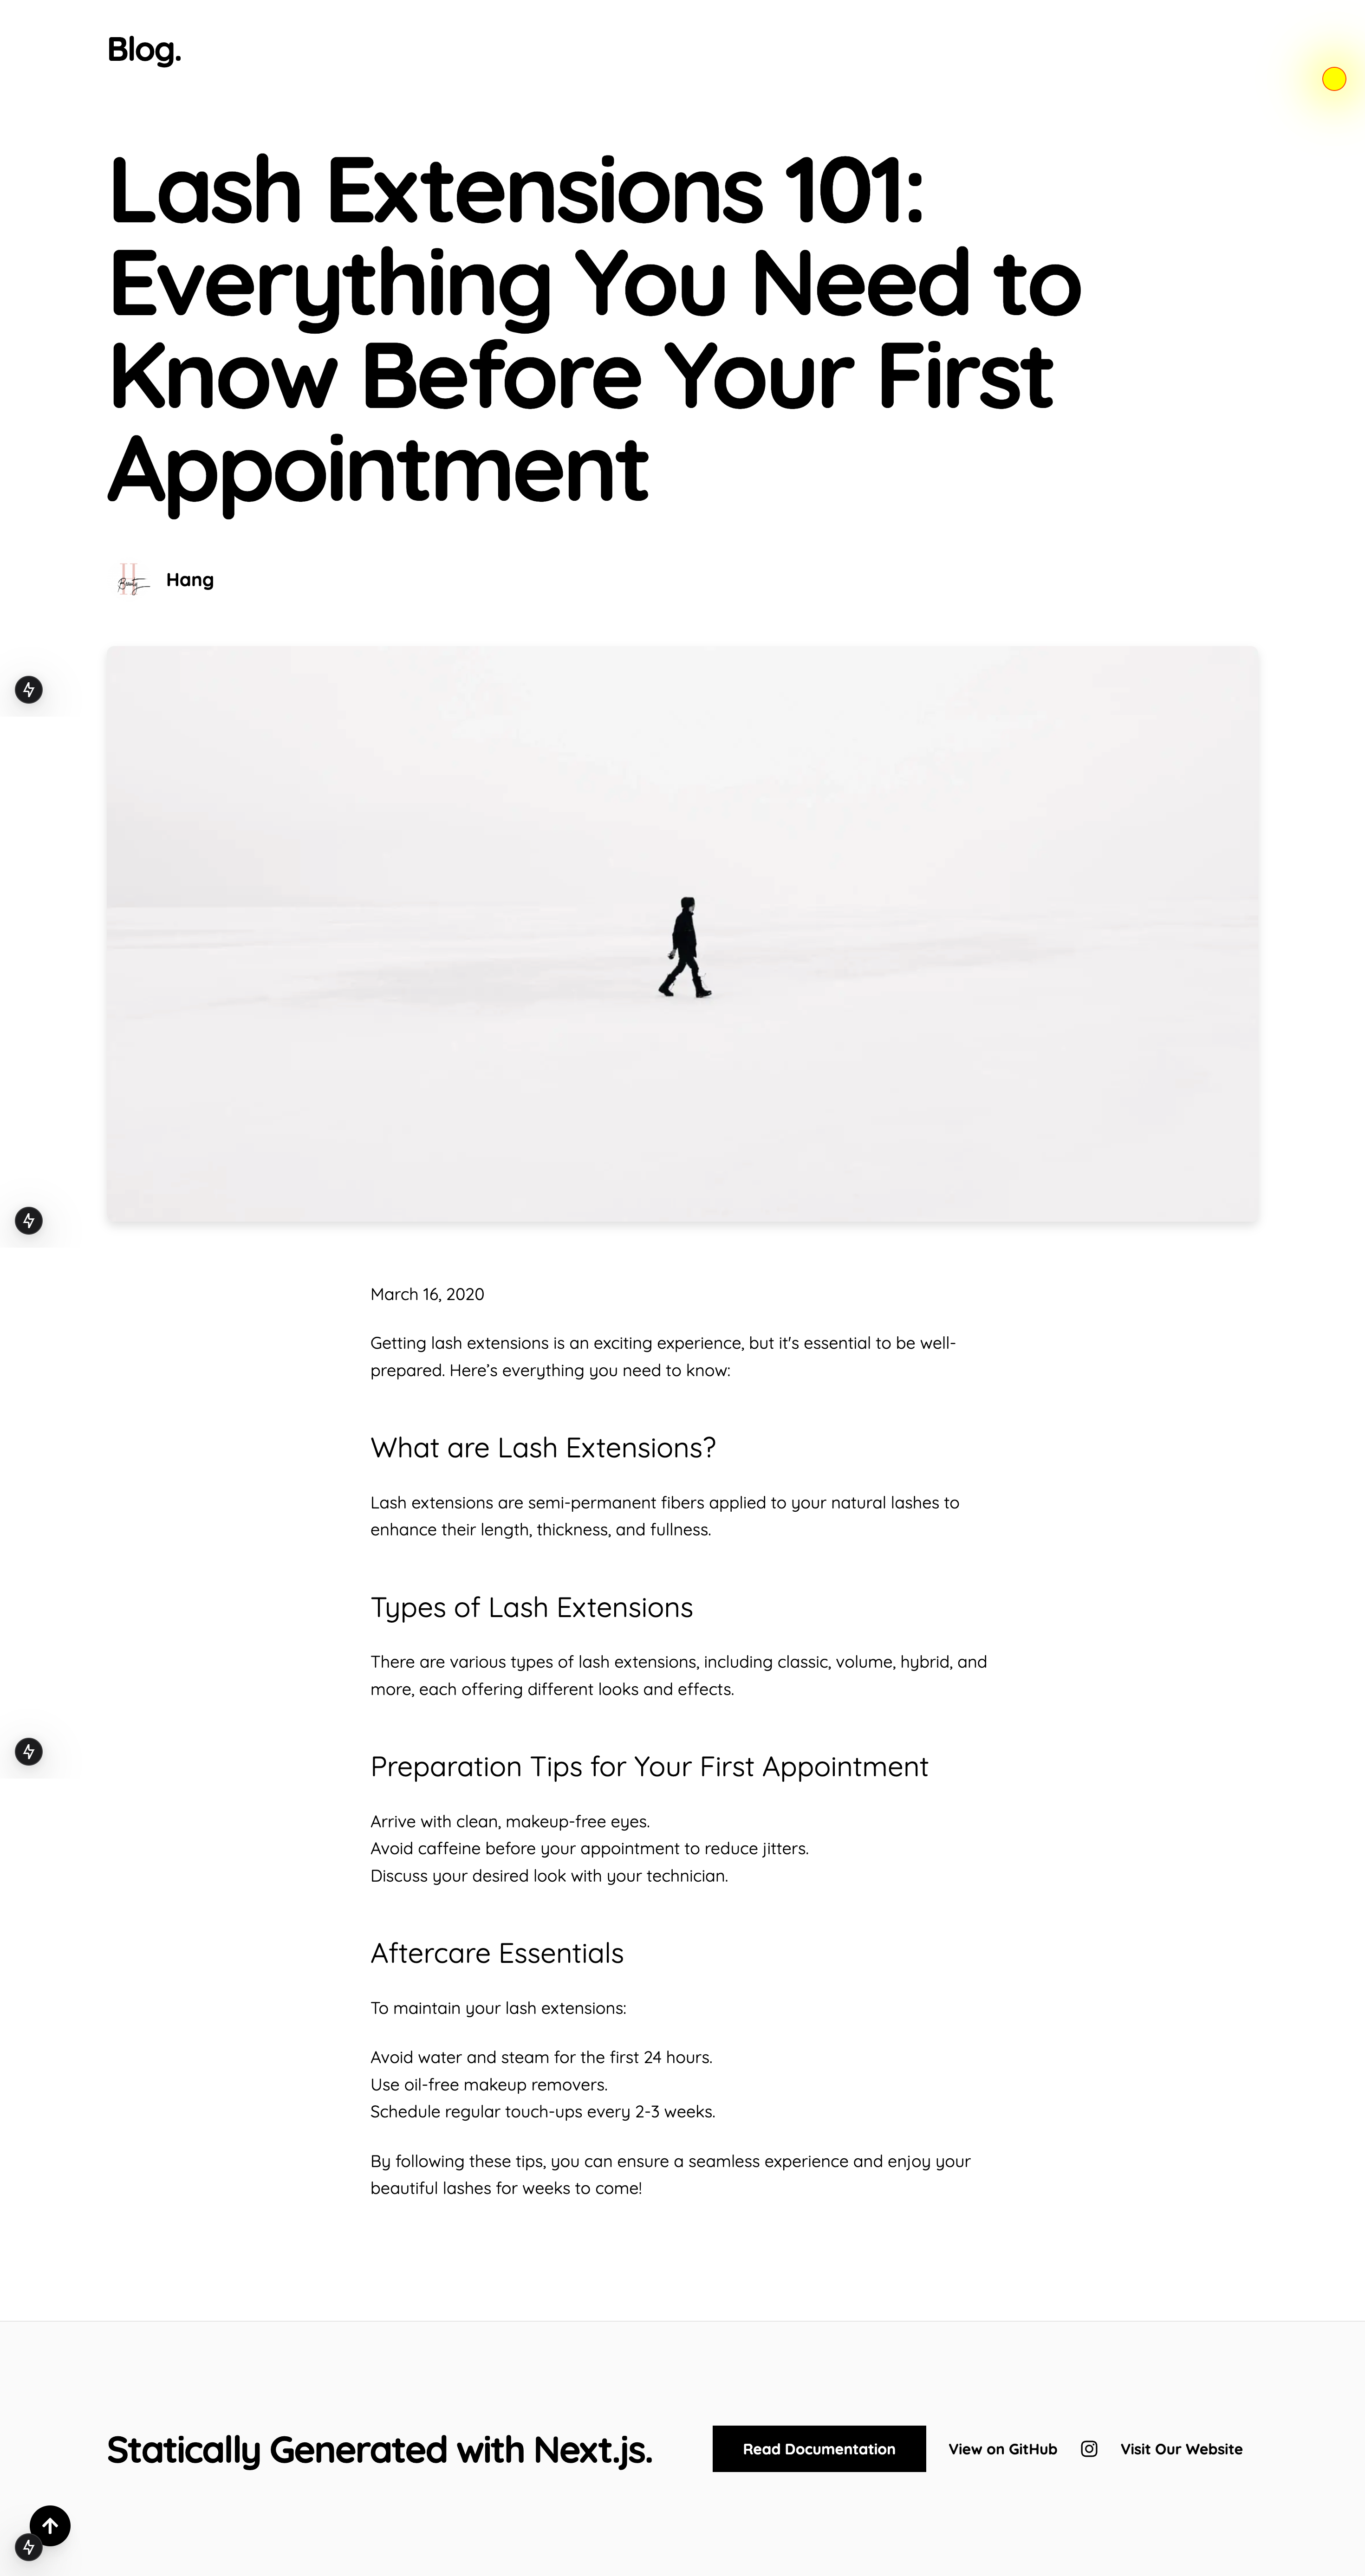 Blog.
Lash Extensions 101:
Everything You Need to
Know Before Your First
Appointment
Beauty
Hang
March 16, 2020
Getting lash extensions is an exciting experience, but it's essential to be well-
prepared. Here’s everything you need to know:
What are Lash Extensions?
Lash extensions are semi-permanent fibers applied to your natural lashes to
enhance their length, thickness, and fullness.
Types of Lash Extensions
There are various types of lash extensions, including classic, volume, hybrid, and
more, each offering different looks and effects.
Preparation Tips for Your First Appointment
Arrive with clean, makeup-free eyes.
Avoid caffeine before your appointment to reduce jitters.
Discuss your desired look with your technician.
Aftercare Essentials
To maintain your lash extensions:
Avoid water and steam for the first 24 hours.
Use oil-free makeup removers.
Schedule regular touch-ups every 2-3 weeks.
By following these tips, you can ensure a seamless experience and enjoy your
beautiful lashes for weeks to come!
Statically Generated with Next.js.
Read Documentation
View on GitHub
Visit Our Website